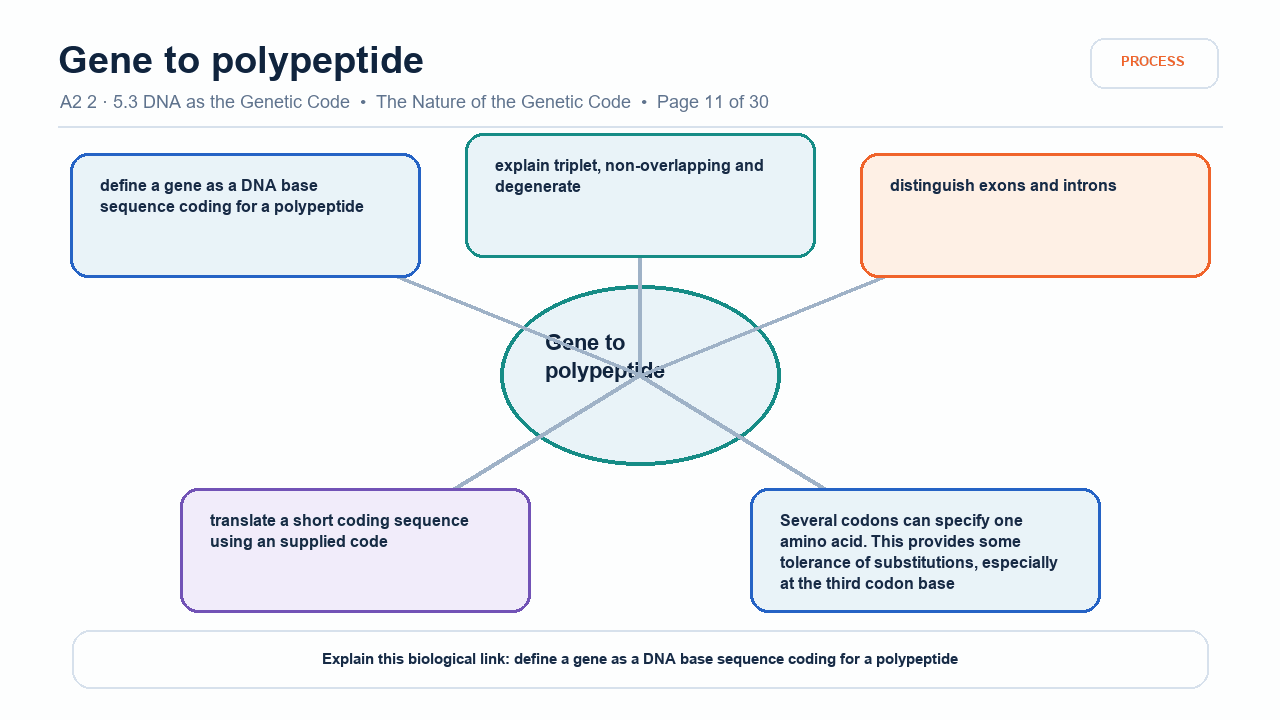 Gene to polypeptide
PROCESS
A2 2 · 5.3 DNA as the Genetic Code • The Nature of the Genetic Code • Page 11 of 30
define a gene as a DNA base
sequence coding for a polypeptide
explain triplet, non-overlapping and
degenerate
distinguish exons and introns
Gene to
polypeptide
translate a short coding sequence
using an supplied code
Several codons can specify one
amino acid. This provides some
tolerance of substitutions, especially
at the third codon base
Explain this biological link: define a gene as a DNA base sequence coding for a polypeptide